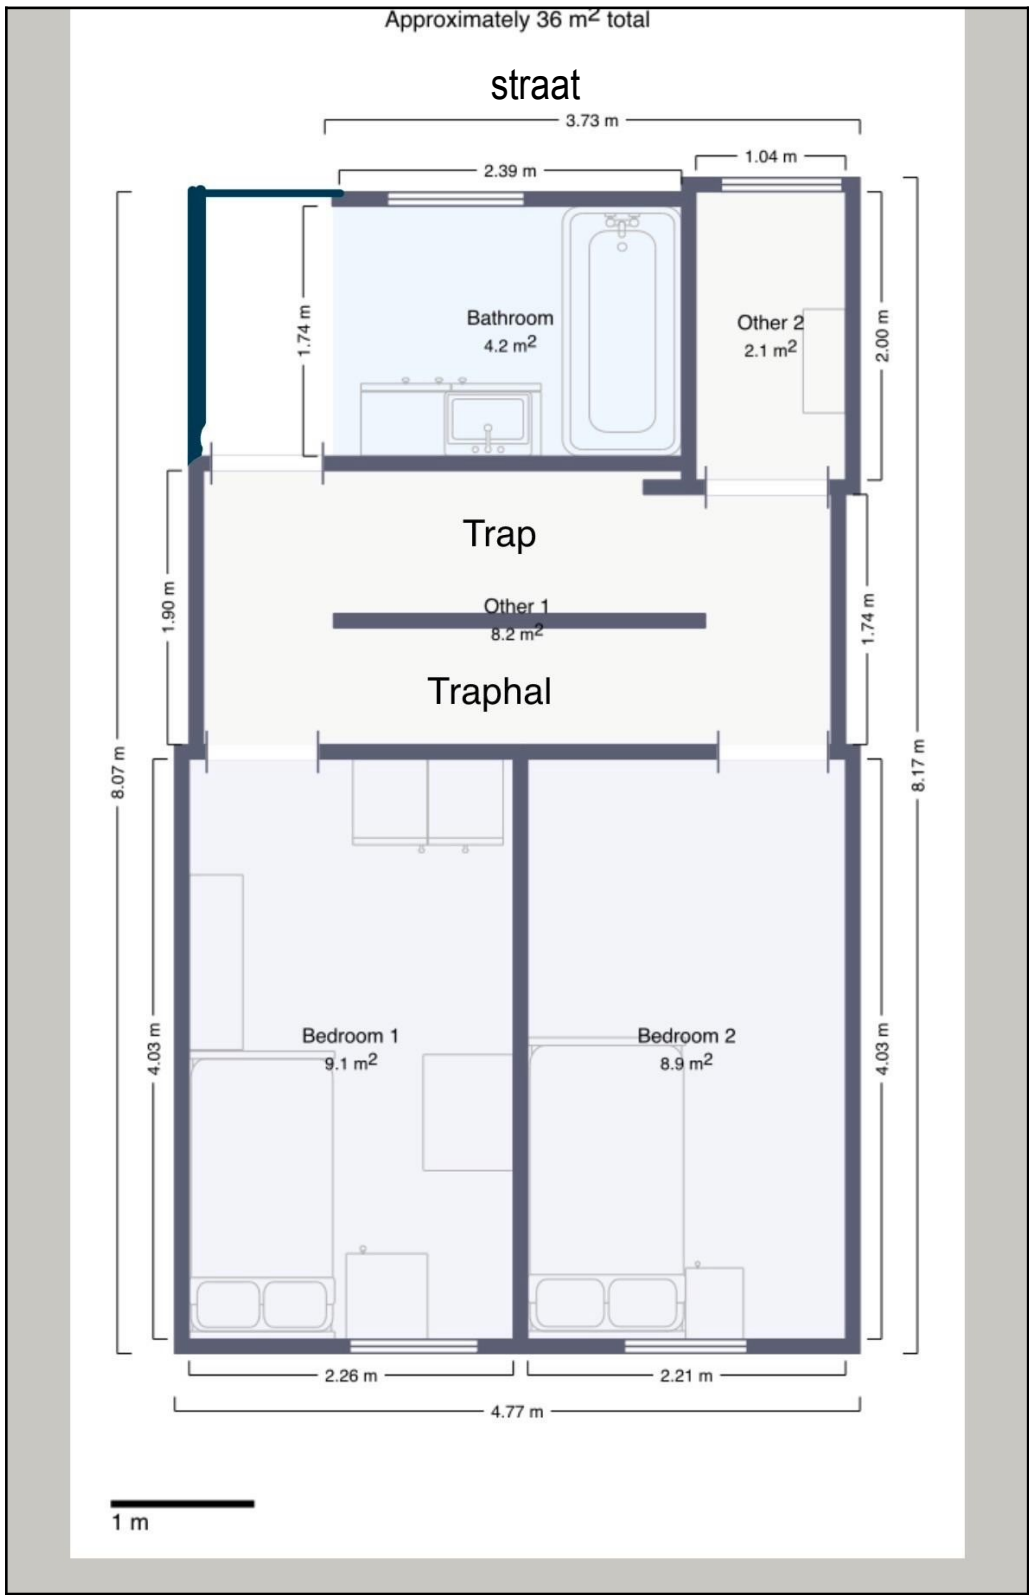 Approximately 36 m² total
straat
3.73 m
2.39 m
1.04 m
1.74 m
Bathroom
4.2 m²
Other 2
2.1 m²
2.00 m
Trap
1.90 m
Other 1
8.2 m²
1.74 m
Traphal
8.07 m
8.17 m
4.03 m
Bedroom 1
9.1 m²
Bedroom 2
8.9 m²
4.03 m
2.26 m
2.21 m
4.77 m
1 m